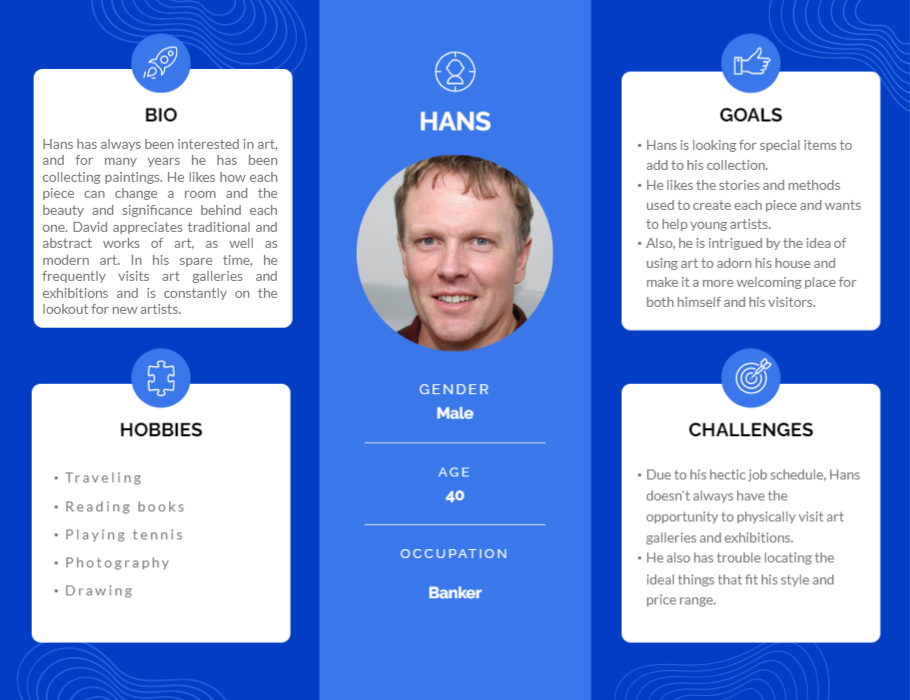 BIO
Hans has always been interested in art,
and for many years he has been
collecting paintings. He likes how each
piece can change a room and the
beauty and significance behind each
one. David appreciates traditional and
abstract works of art, as well as
modern art. In his spare time, he
frequently visits art galleries and
exhibitions and is constantly on the
lookout for new artists.
HOBBIES
• Traveling
• Reading books
• Playing tennis
• Photography
• Drawing
HANS
GENDER
Male
AGE
40
OCCUPATION
Banker
GOALS
• Hans is looking for special items to
add to his collection.
• He likes the stories and methods
used to create each piece and wants
to help young artists.
• Also, he is intrigued by the idea of
using art to adorn his house and
make it a more welcoming place for
both himself and his visitors.
CHALLENGES
• Due to his hectic job schedule, Hans
doesn't always have the
opportunity to physically visit art
galleries and exhibitions.
• He also has trouble locating the
ideal things that fit his style and
price range.